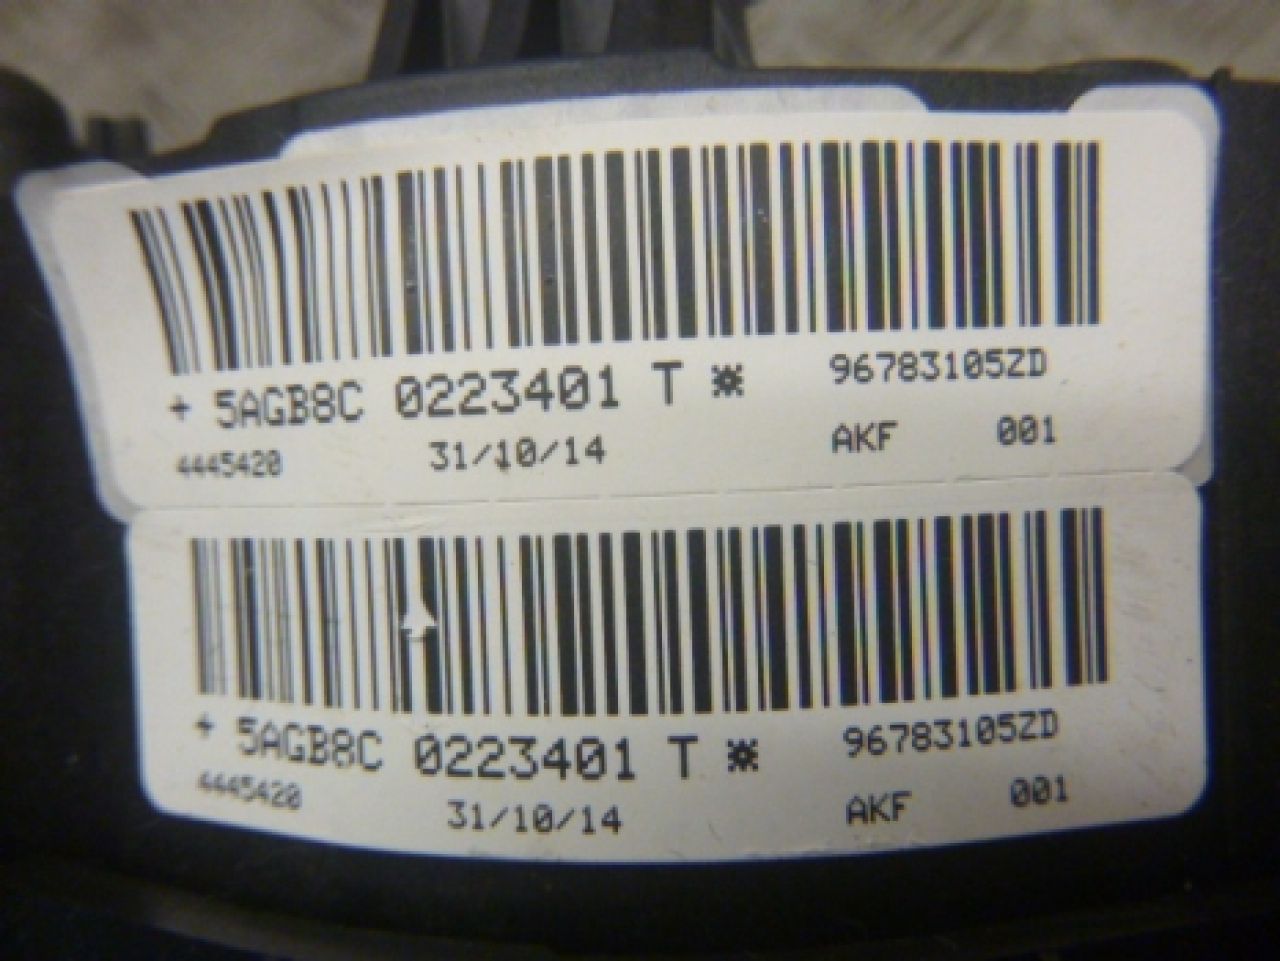 + 5AGB8C 0223401 T ⁜ 96783105ZD
4445420 31/10/14 AKF 001
+ 5AGB8C 0223401 T ⁜ 96783105ZD
4445420 31/10/14 AKF 001